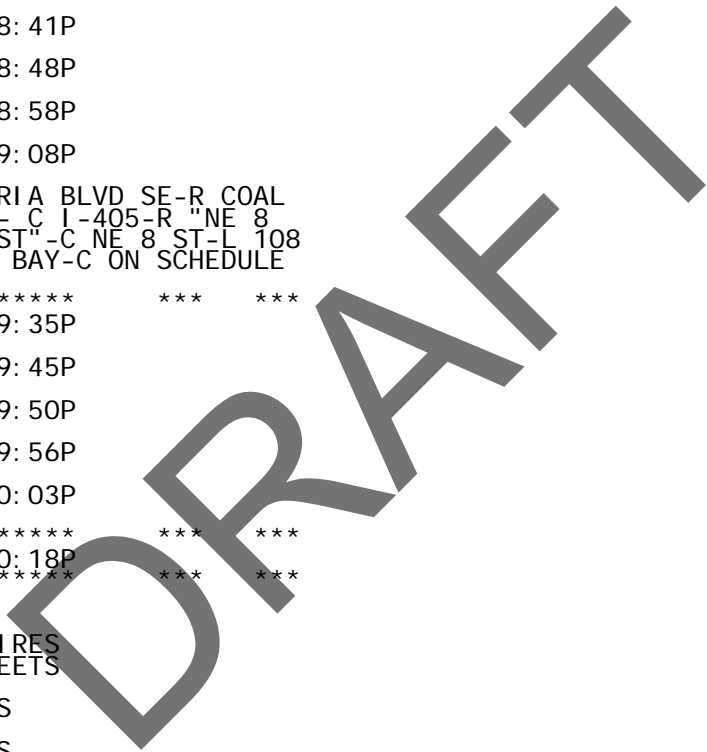 8:41P
8:48P
8:58P
9:08P
RIA BLVD SE-R COAL
- C I-405-R "NE 8
ST"-C NE 8 ST-L 108
BAY-C ON SCHEDULE
***** *** ***
9:35P
9:45P
9:50P
9:56P
0:03P
***** *** ***
0:18P
***** *** ***
IRES
EETS
S
S
DRAFT